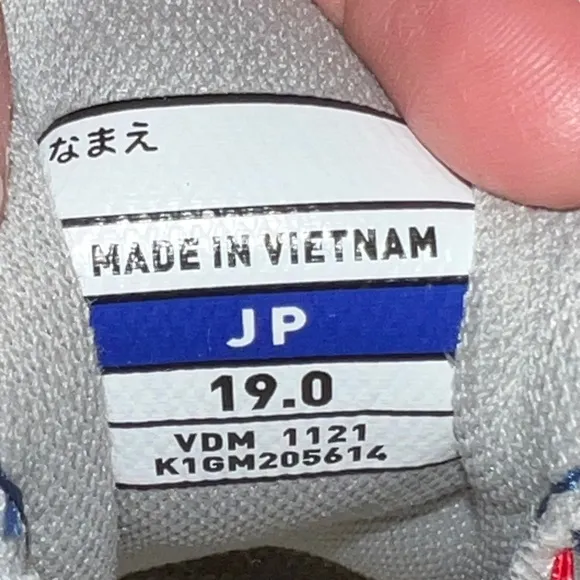 なまえ
MADE IN VIETNAM
JP
19.0
VDM 1121
K1GM205614